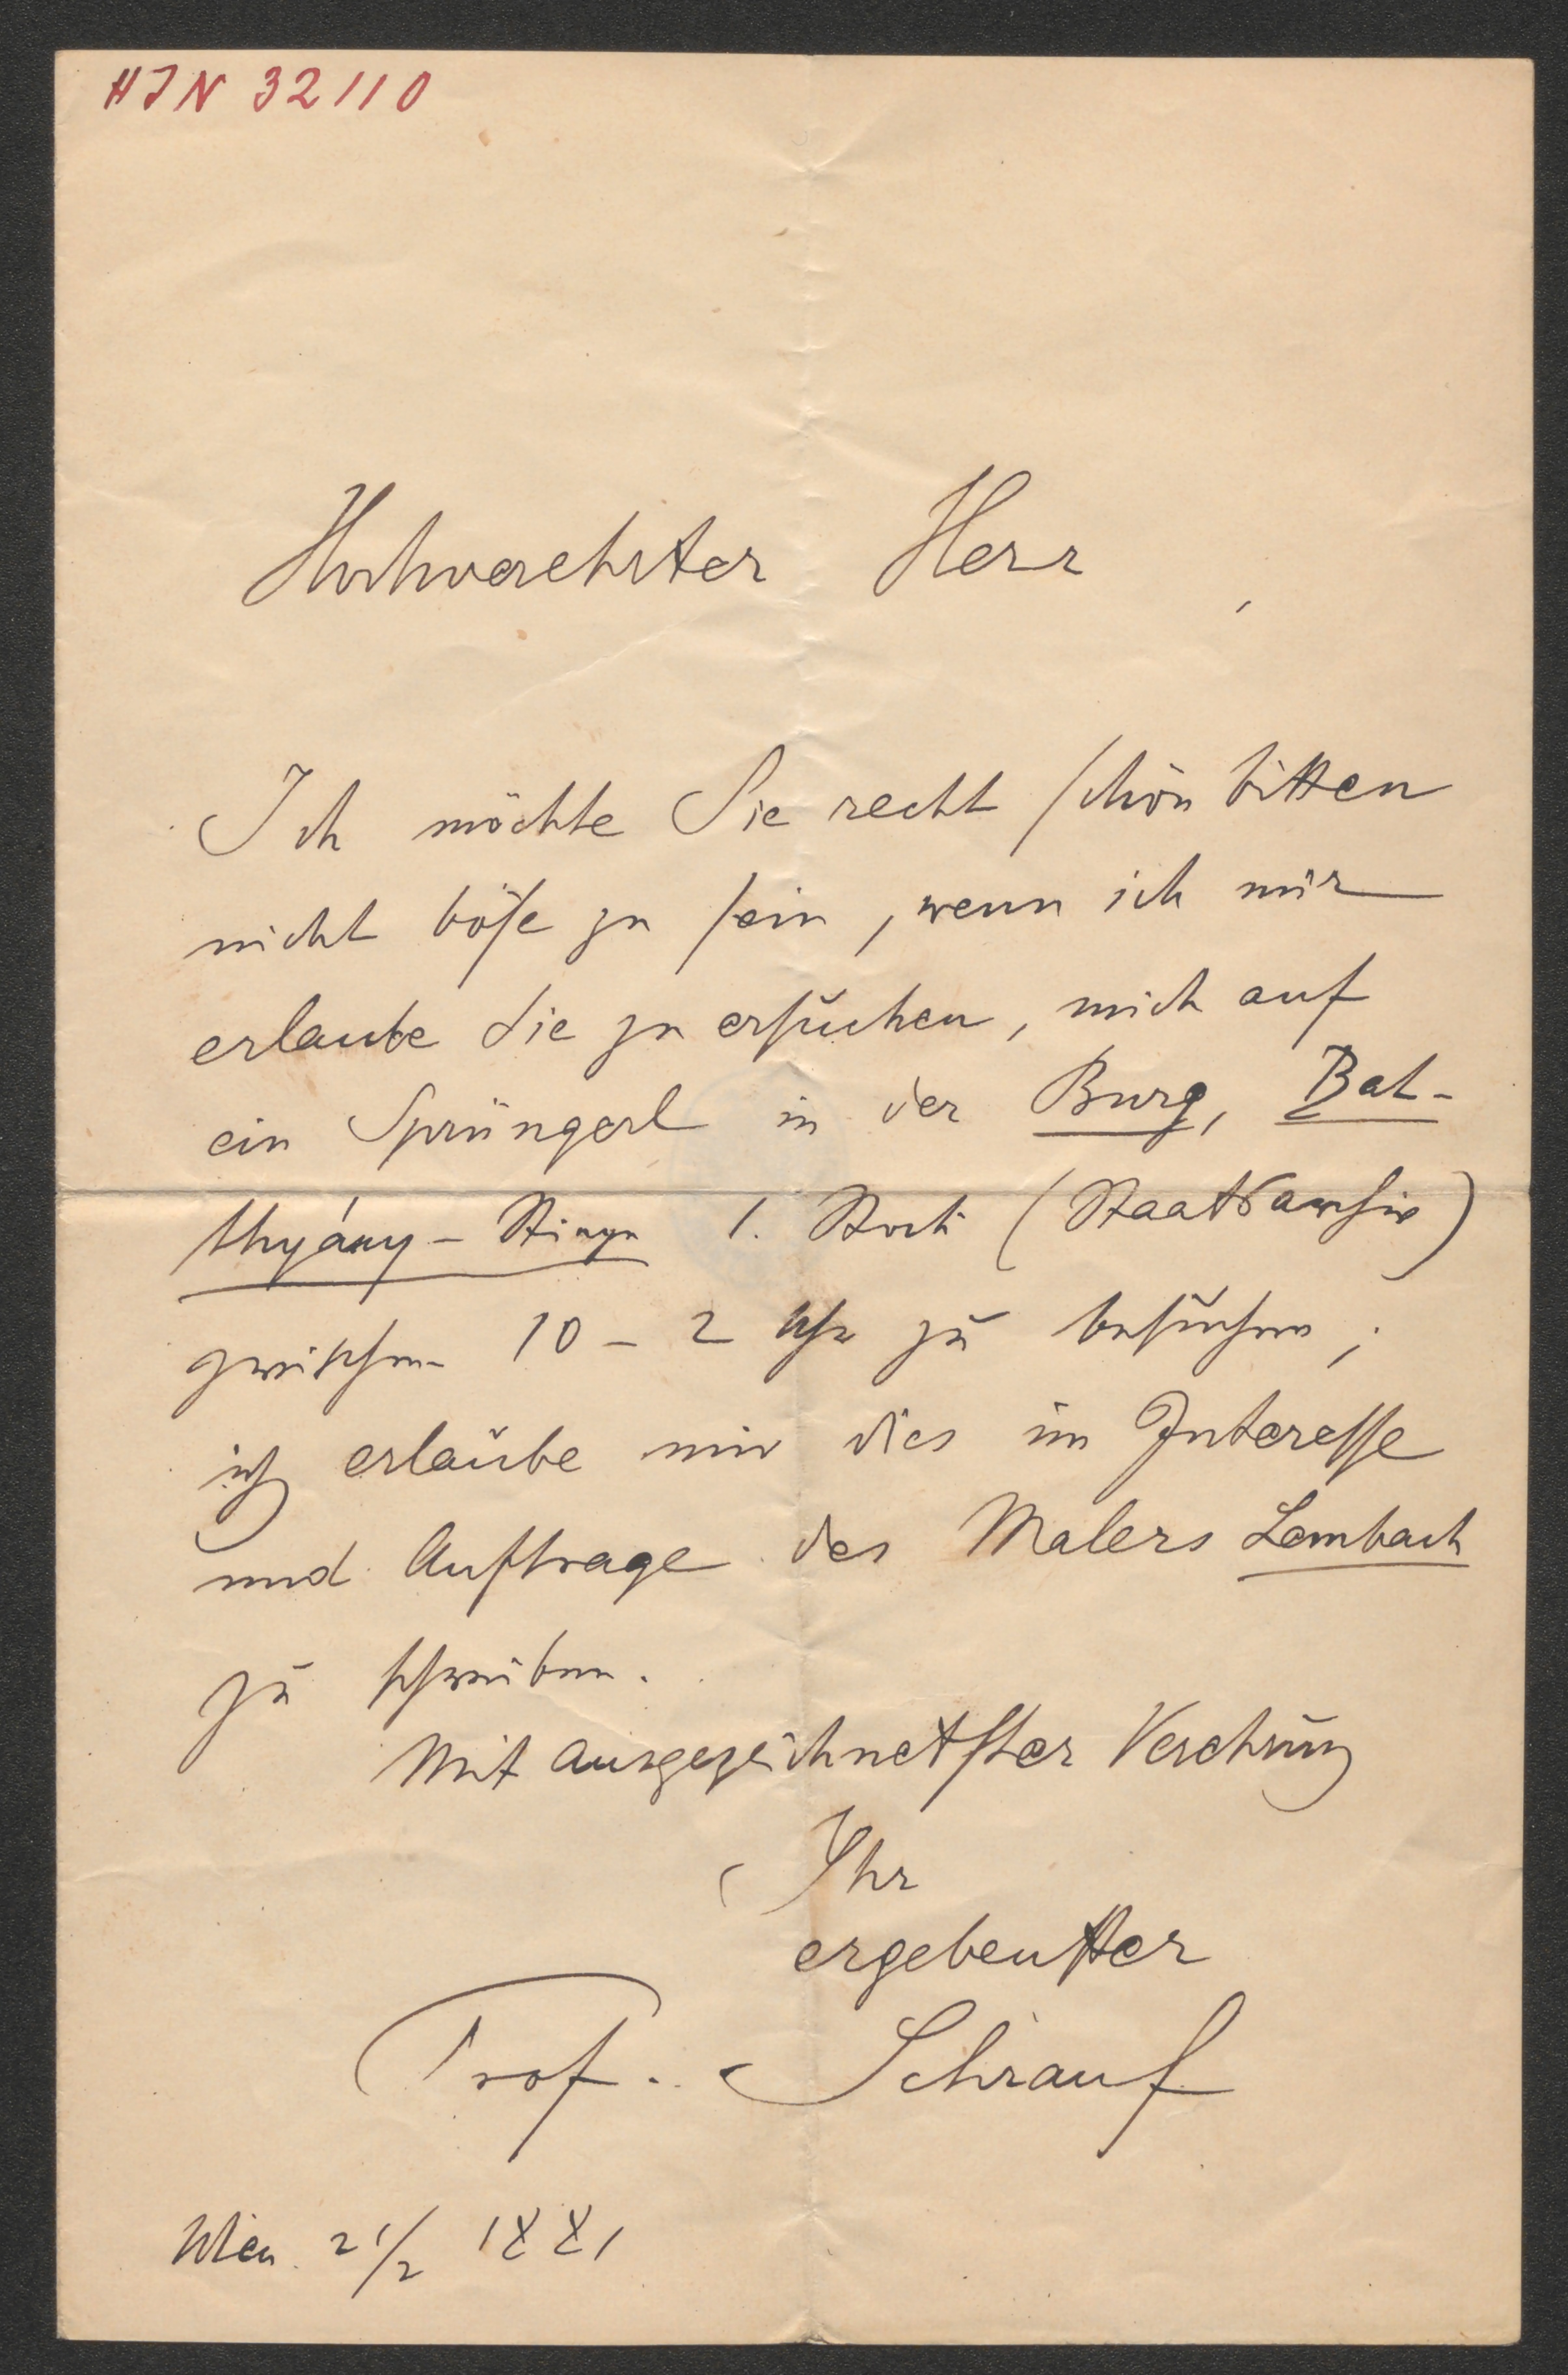 HIN 32110
Hochverehrter Herr,
Ich möchte Sie recht schön bitten
nicht böse zu sein, wenn ich mir
erlaube Sie zu ersuchen, mich auf
ein Sprüngerl in der Burg, Bat-
thyány-Stiege 1. Stock (Staatsarchiv)
zwischen 10 - 2 Uhr zu besuchen;
ich erlaube mir dies im Interesse
und Auftrage des Malers Lembach
zu schreiben.
Mit ausgezeichnetster Verehrung
Ihr
ergebenster
Prof. Schrauf
Wien 21/2 1881